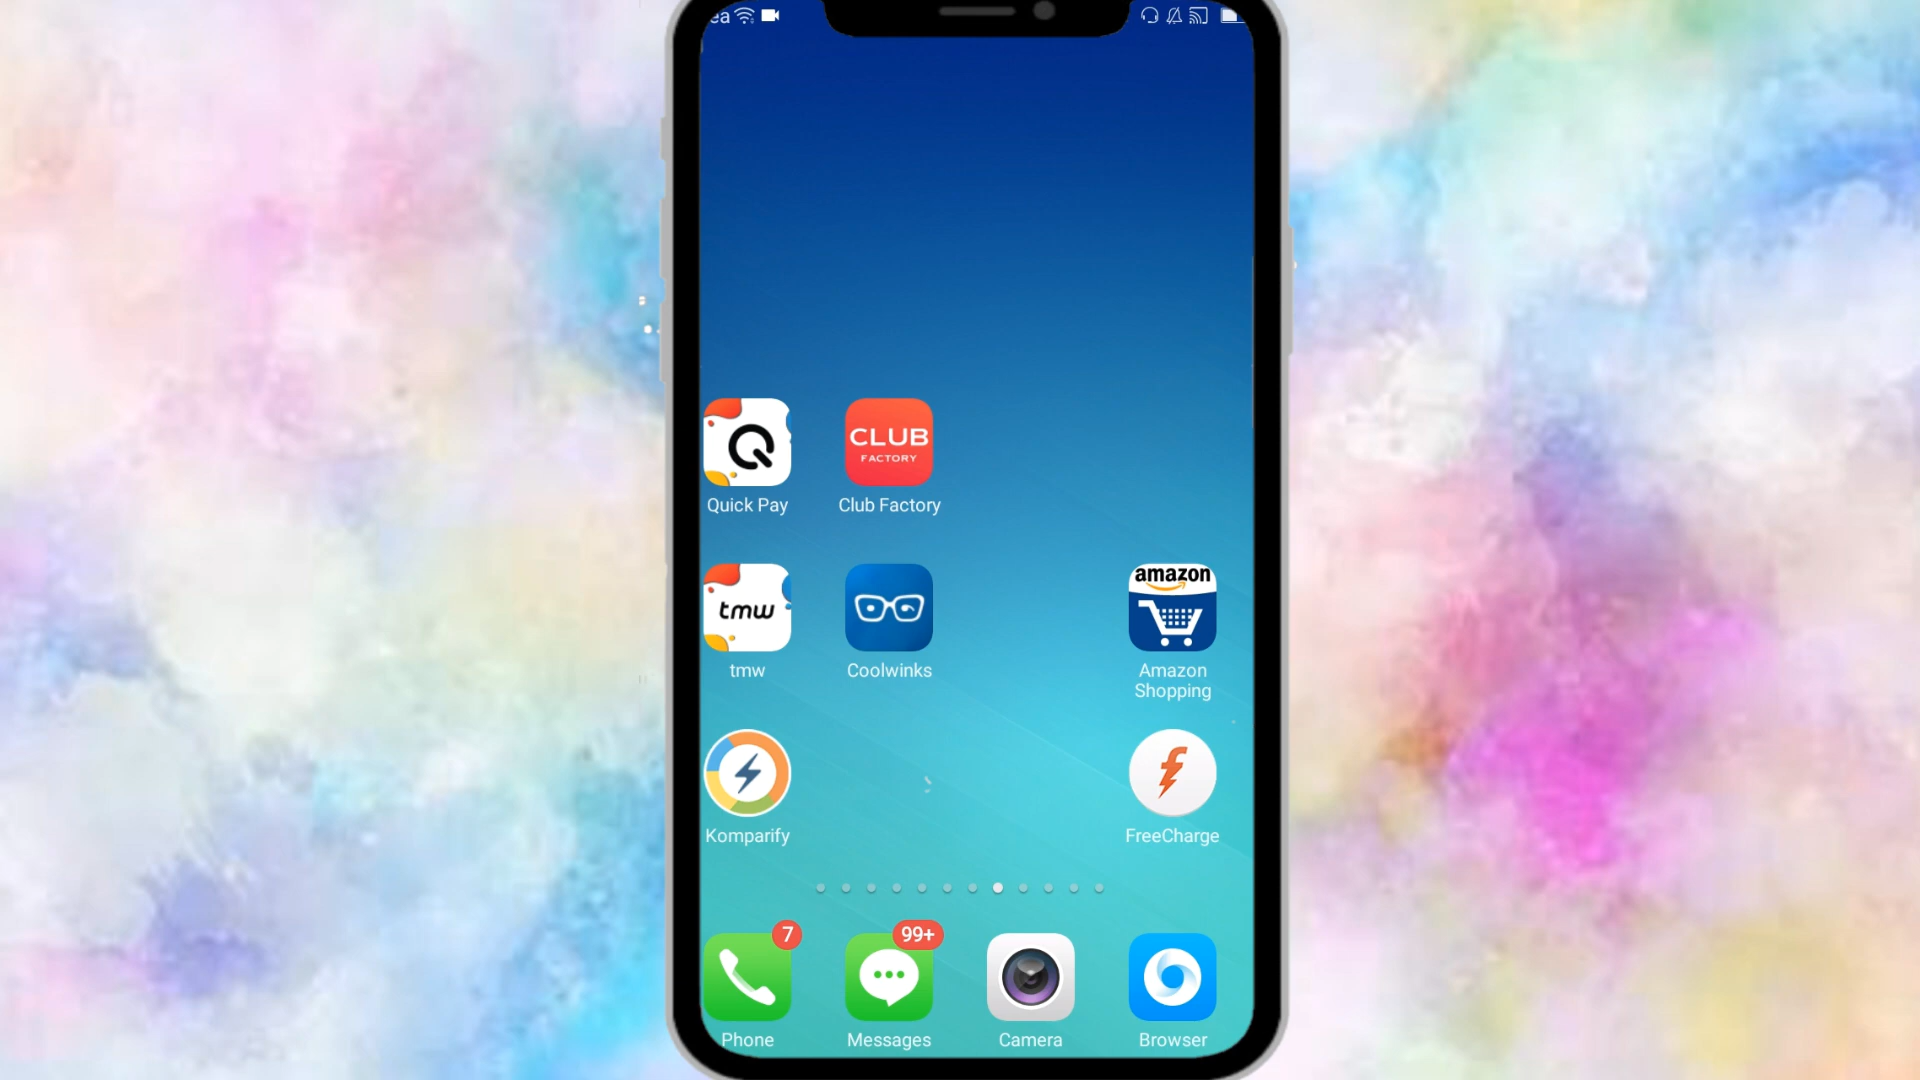 ea
CLUB
FACTORY
Quick Pay
Club Factory
tmw
amazon
tmw
Coolwinks
Amazon
Shopping
Komparify
FreeCharge
7
99+
Phone
Messages
Camera
Browser